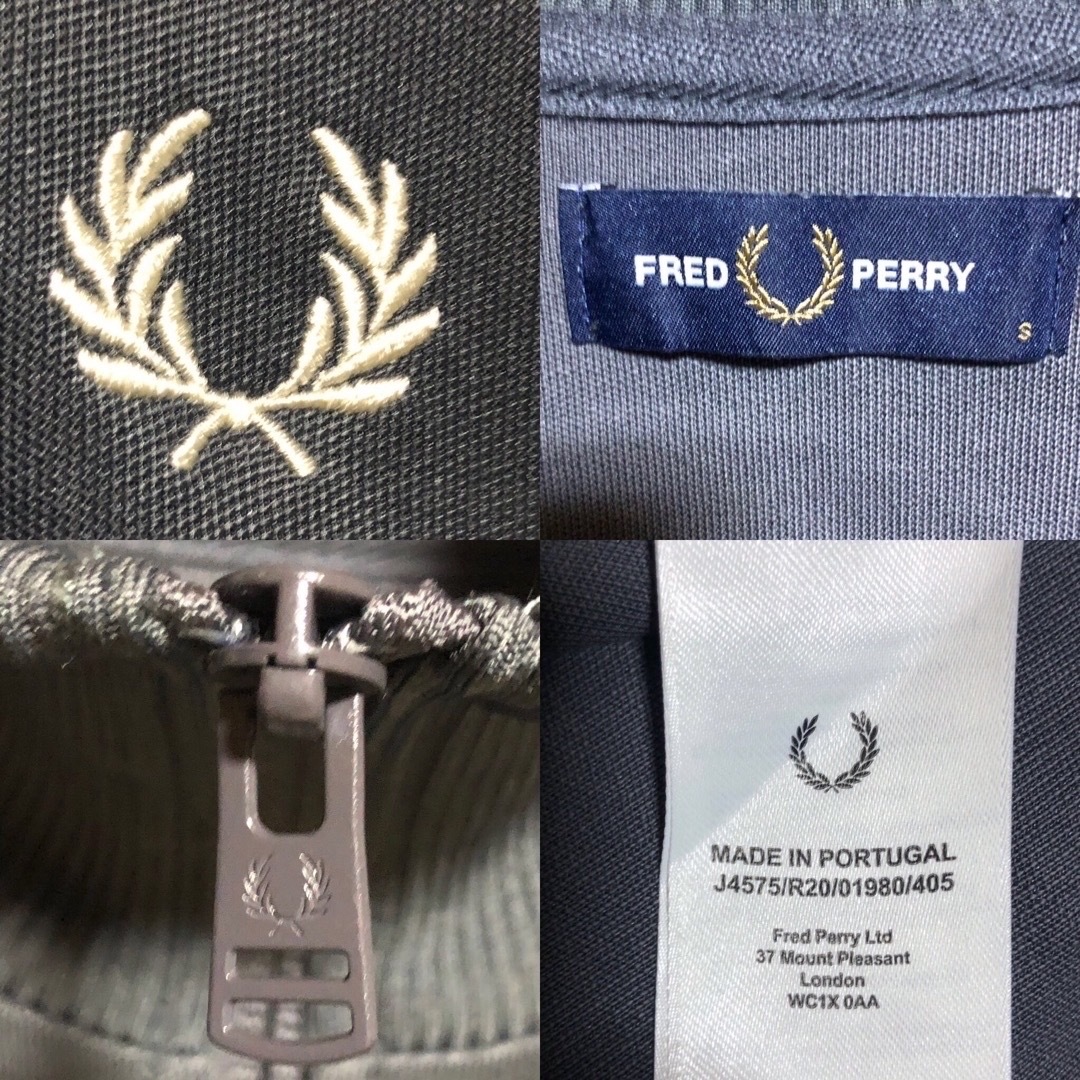 FRED PERRY
S
MADE IN PORTUGAL
J4575/R20/01980/405
Fred Perry Ltd
37 Mount Pleasant
London
WC1X 0AA